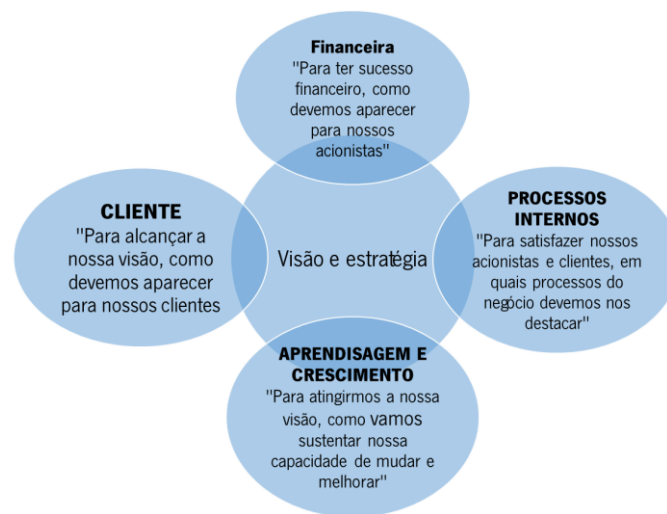 Financeira
"Para ter sucesso
financeiro, como
devemos aparecer
para nossos
acionistas"
CLIENTE
"Para alcançar a
nossa visão, como
devemos aparecer
para nossos clientes
Visão e estratégia
PROCESSOS
INTERNOS
"Para satisfazer nossos
acionistas e clientes, em
quais processos do
negócio devemos nos
destacar"
APRENDISAGEM E
CRESCIMENTO
"Para atingirmos a nossa
visão, como vamos
sustentar nossa
capacidade de mudar e
melhorar"